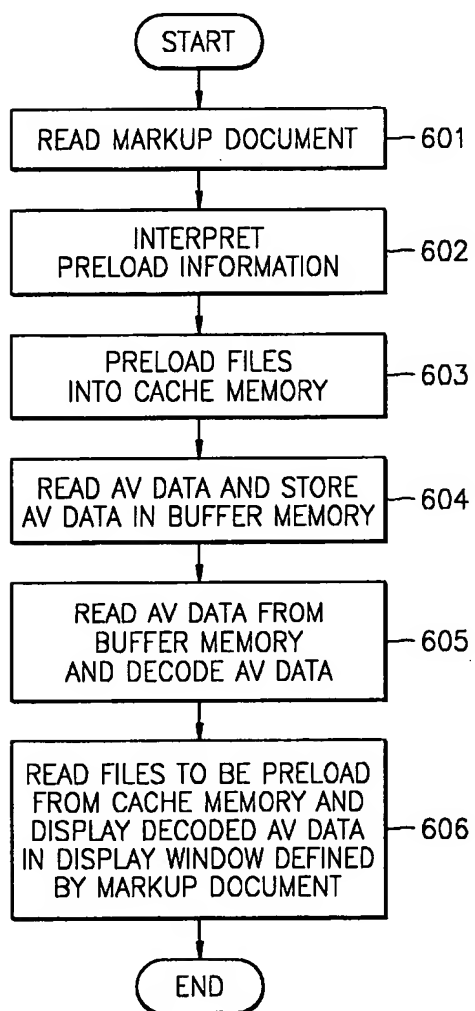 START
READ MARKUP DOCUMENT
601
INTERPRET
PRELOAD INFORMATION
602
PRELOAD FILES
INTO CACHE MEMORY
603
READ AV DATA AND STORE
AV DATA IN BUFFER MEMORY
604
READ AV DATA FROM
BUFFER MEMORY
AND DECODE AV DATA
605
READ FILES TO BE PRELOAD
FROM CACHE MEMORY AND
DISPLAY DECODED AV DATA
IN DISPLAY WINDOW DEFINED
BY MARKUP DOCUMENT
606
END